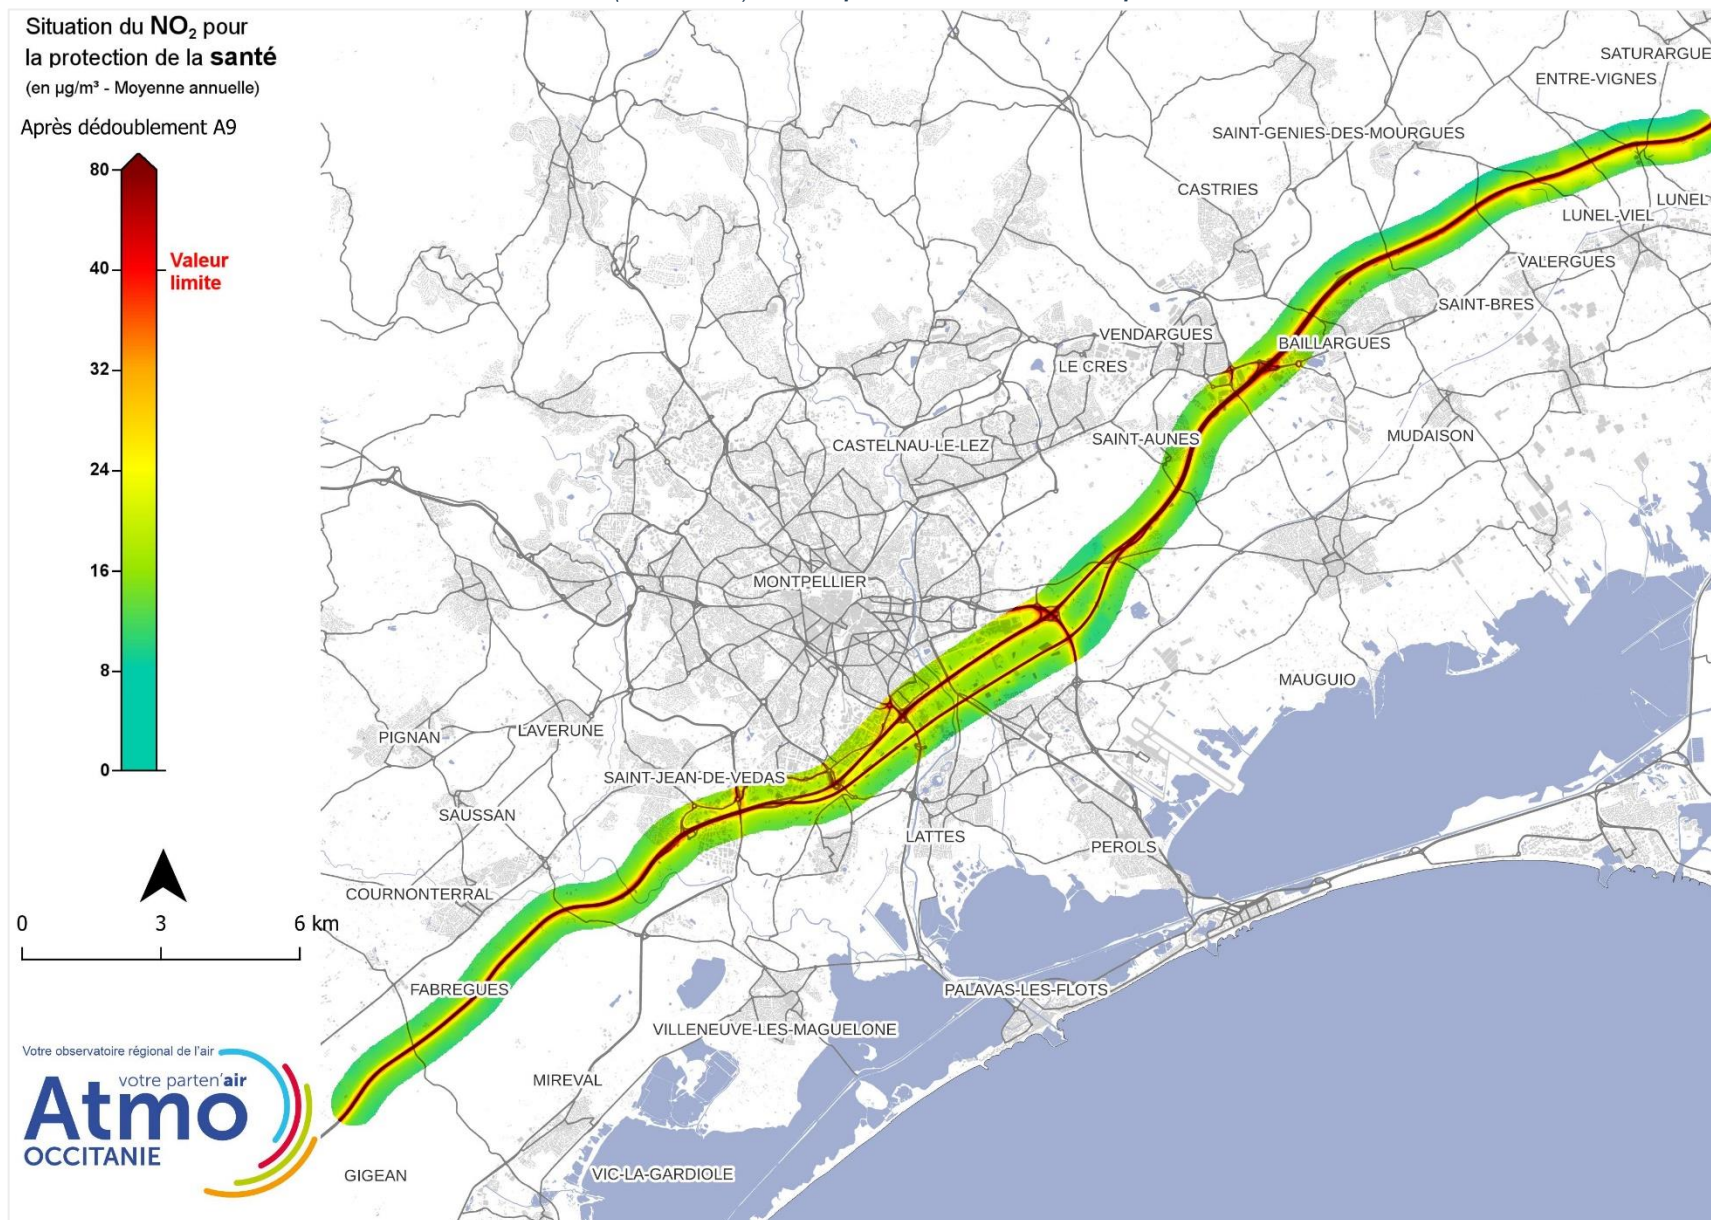 Situation du NO₂ pour
la protection de la santé
(en µg/m³ - Moyenne annuelle)
Après dédoublement A9
80
40
Valeur
limite
32
24
16
8
0
0 3 6 km
Votre observatoire régional de l'air
votre parten'air
Atmo
OCCITANIE
SATURARGUE
ENTRE-VIGNES
SAINT-GENIES-DES-MOURGUES
CASTRIES
LUNEL
LUNEL-VIEL
VALERGUES
SAINT-BRES
VENDARGUES
BAILLARGUES
LE CRES
MUDAISON
SAINT-AUNES
CASTELNAU-LE-LEZ
MONTPELLIER
MAUGUIO
LAVERUNE
PIGNAN
SAINT-JEAN-DE-VEDAS
SAUSSAN
LATTES
PEROLS
COURNONTERRAL
FABREGUES
PALAVAS-LES-FLOTS
VILLENEUVE-LES-MAGUELONE
MIREVAL
GIGEAN
VIC-LA-GARDIOLE